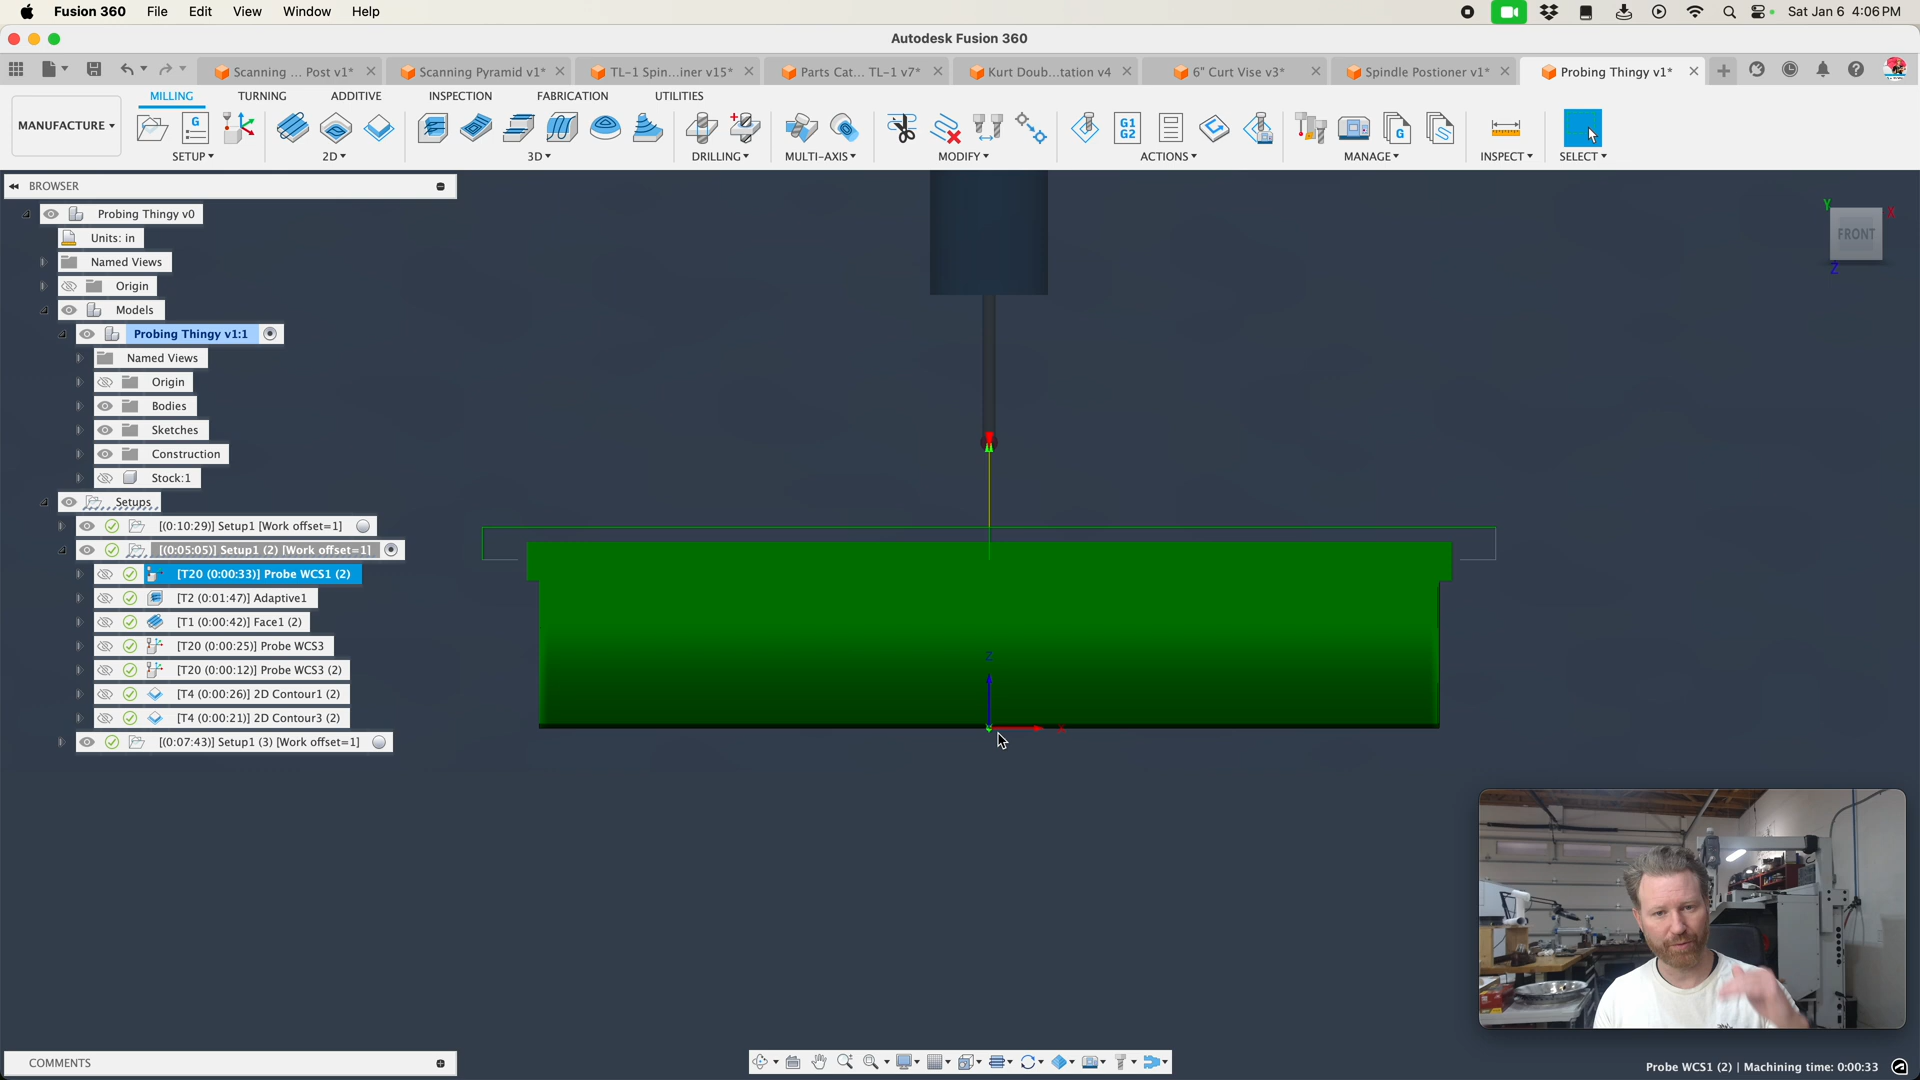 Fusion 360 File Edit View Window Help
Sat Jan 6 4:06 PM
Autodesk Fusion 360
Scanning ... Post v1*
Scanning Pyramid v1*
TL-1 Spin...iner v15*
Parts Cat... TL-1 v7*
Kurt Doub...tation v4
6" Curt Vise v3*
Spindle Postioner v1*
Probing Thingy v1*
MILLING TURNING ADDITIVE INSPECTION FABRICATION UTILITIES
MANUFACTURE
G
G1
G2
G
SETUP 2D 3D DRILLING MULTI-AXIS MODIFY ACTIONS MANAGE INSPECT SELECT
BROWSER
Probing Thingy v0
Units: in
Named Views
Origin
Models
Probing Thingy v1:1
Named Views
Origin
Bodies
Sketches
Construction
Stock:1
Setups
[(0:10:29)] Setup1 [Work offset=1]
[(0:05:05)] Setup1 (2) [Work offset=1]
[T20 (0:00:33)] Probe WCS1 (2)
[T2 (0:01:47)] Adaptive1
[T1 (0:00:42)] Face1 (2)
[T20 (0:00:25)] Probe WCS3
[T20 (0:00:12)] Probe WCS3 (2)
[T4 (0:00:26)] 2D Contour1 (2)
[T4 (0:00:21)] 2D Contour3 (2)
[(0:07:43)] Setup1 (3) [Work offset=1]
Y X
FRONT
Z
Z
X
COMMENTS
Probe WCS1 (2) | Machining time: 0:00:33